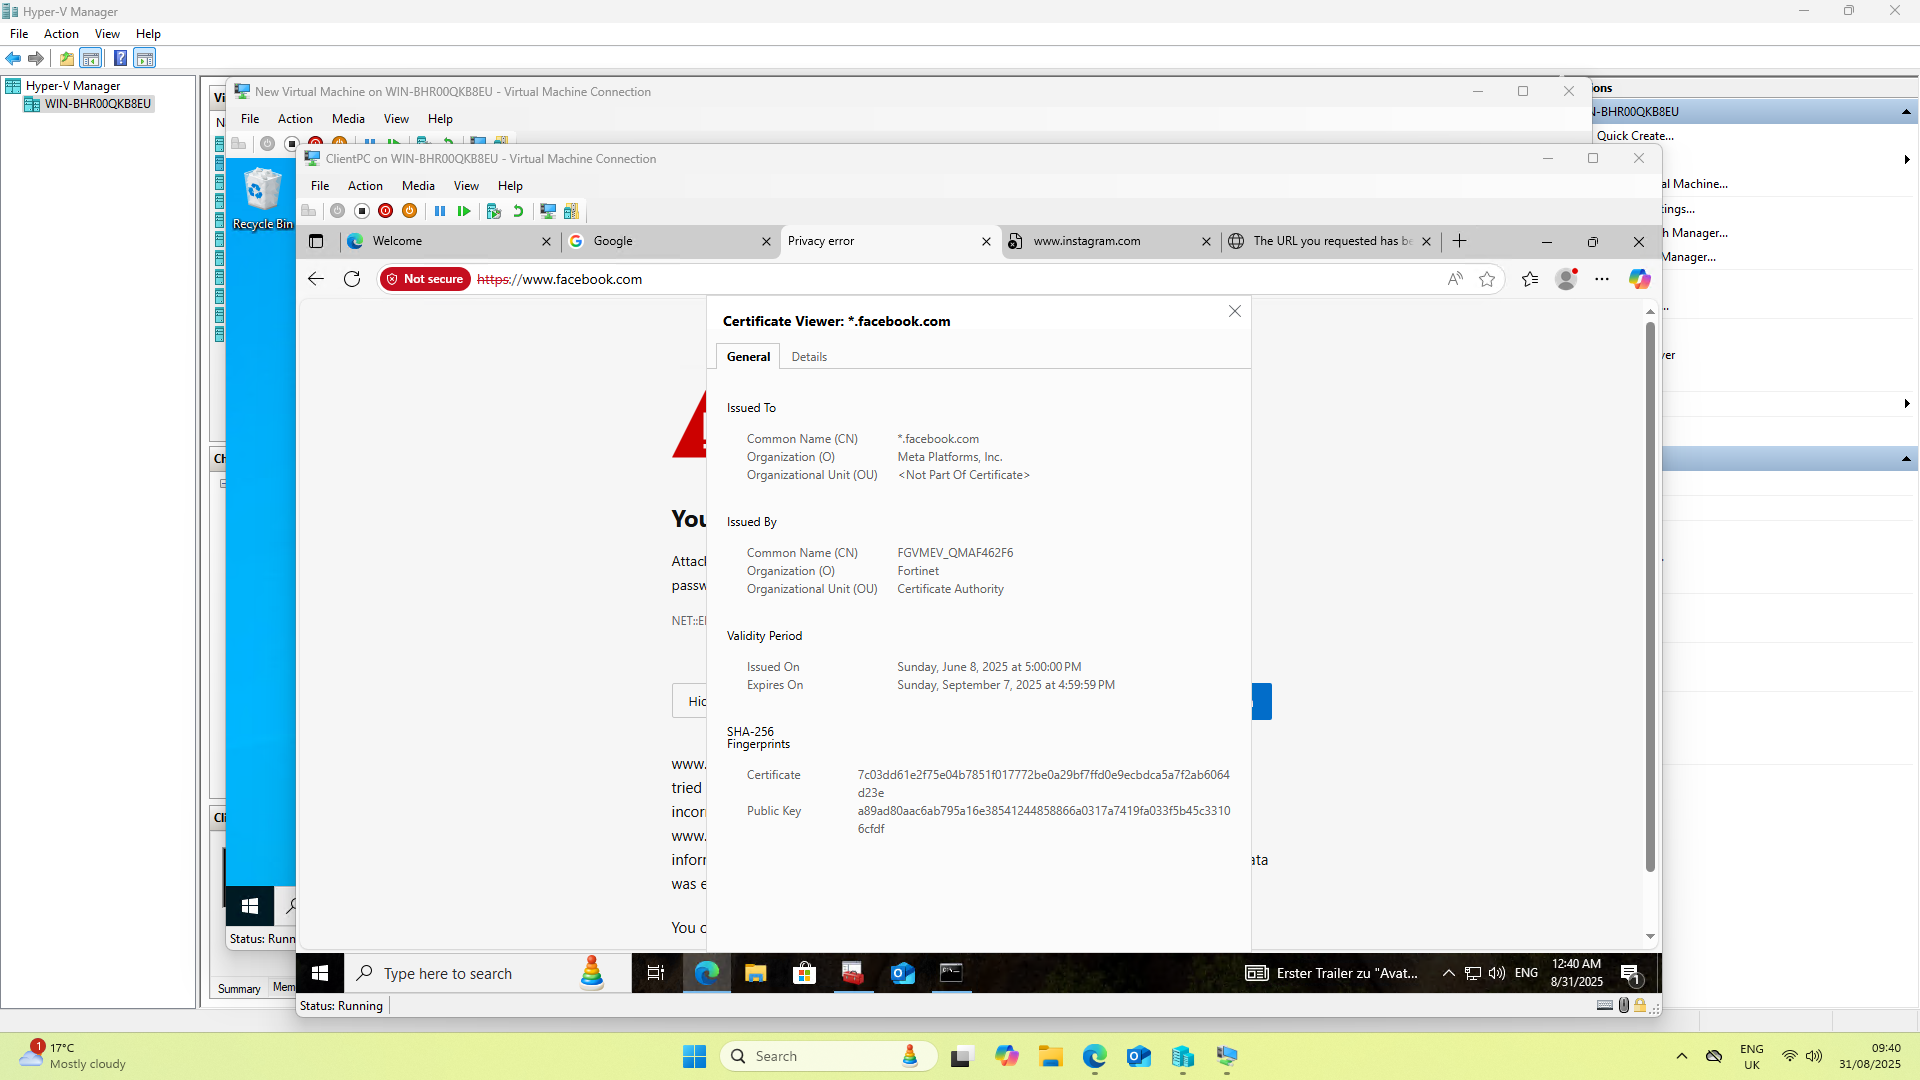 Hyper-V Manager
File Action View Help
Hyper-V Manager
WIN-BHR00QKB8EU
New Virtual Machine on WIN-BHR00QKB8EU - Virtual Machine Connection
File Action Media View Help
Recycle Bin
ClientPC on WIN-BHR00QKB8EU - Virtual Machine Connection
File Action Media View Help
Welcome
Google
Privacy error
www.instagram.com
The URL you requested has be
Not secure
https://www.facebook.com
Certificate Viewer: *.facebook.com
General Details
Issued To
Common Name (CN) *.facebook.com
Organization (O) Meta Platforms, Inc.
Organizational Unit (OU) <Not Part Of Certificate>
Issued By
Common Name (CN) FGVMEV_QMAF462F6
Organization (O) Fortinet
Organizational Unit (OU) Certificate Authority
Validity Period
Issued On Sunday, June 8, 2025 at 5:00:00 PM
Expires On Sunday, September 7, 2025 at 4:59:59 PM
SHA-256
Fingerprints
Certificate 7c03dd61e2f75e04b7851f017772be0a29bf7ffd0e9ecbdca5a7f2ab6064
d23e
Public Key a89ad80aac6ab795a16e38541244858866a0317a7419fa033f5b45c3310
6cfdf
You
Attac
passw
NET::E
Hid
www.
tried
incor
www.
infor
ata
was e
You c
Type here to search
Erster Trailer zu "Avat...
ENG
12:40 AM
8/31/2025
1
Status: Running
Status: Runn
Summary Mem
ons
N-BHR00QKB8EU
Quick Create...
al Machine...
tings...
h Manager...
Manager...
ver
1
17°C
Mostly cloudy
Search
ENG
UK
09:40
31/08/2025